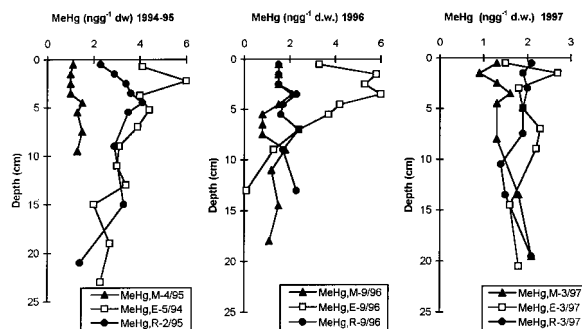 MeHg (ngg⁻¹ dw) 1994-95
0 2 4 6
0
5
10
15
20
25
Depth (cm)
MeHg,M-4/95
MeHg,E-5/94
MeHg,R-2/95
MeHg (ng g⁻¹ d.w.) 1996
0 2 4 6
0
5
10
15
20
25
Depth (cm)
MeHg,M-9/96
MeHg,E-9/96
MeHg,R-9/96
MeHg (ng g⁻¹ d.w.) 1997
0 1 2 3
0
5
10
15
20
25
Depth (cm)
MeHg,M-3/97
MeHg,E-3/97
MeHg,R-3/97